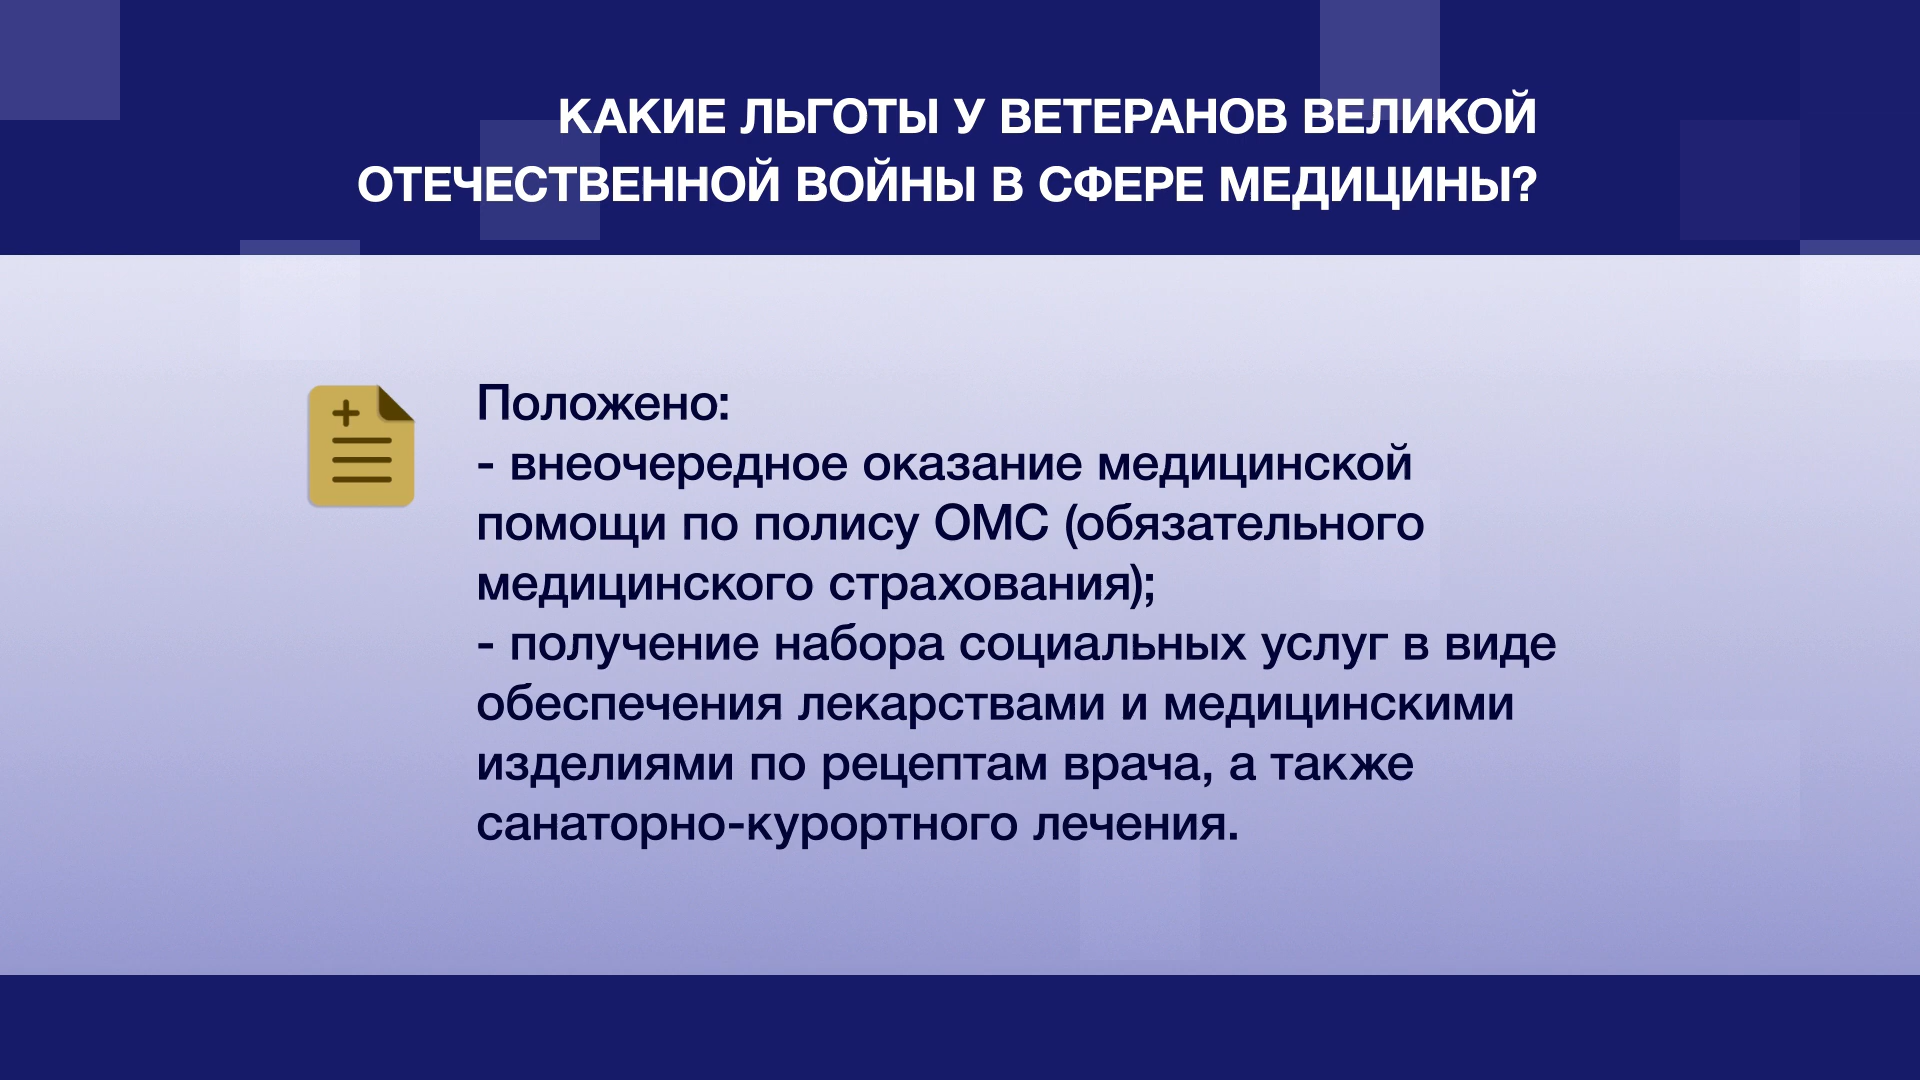 КАКИЕ ЛЬГОТЫ У ВЕТЕРАНОВ ВЕЛИКОЙ
ОТЕЧЕСТВЕННОЙ ВОЙНЫ В СФЕРЕ МЕДИЦИНЫ?
Положено:
- внеочередное оказание медицинской
помощи по полису ОМС (обязательного
медицинского страхования);
- получение набора социальных услуг в виде
обеспечения лекарствами и медицинскими
изделиями по рецептам врача, а также
санаторно-курортного лечения.